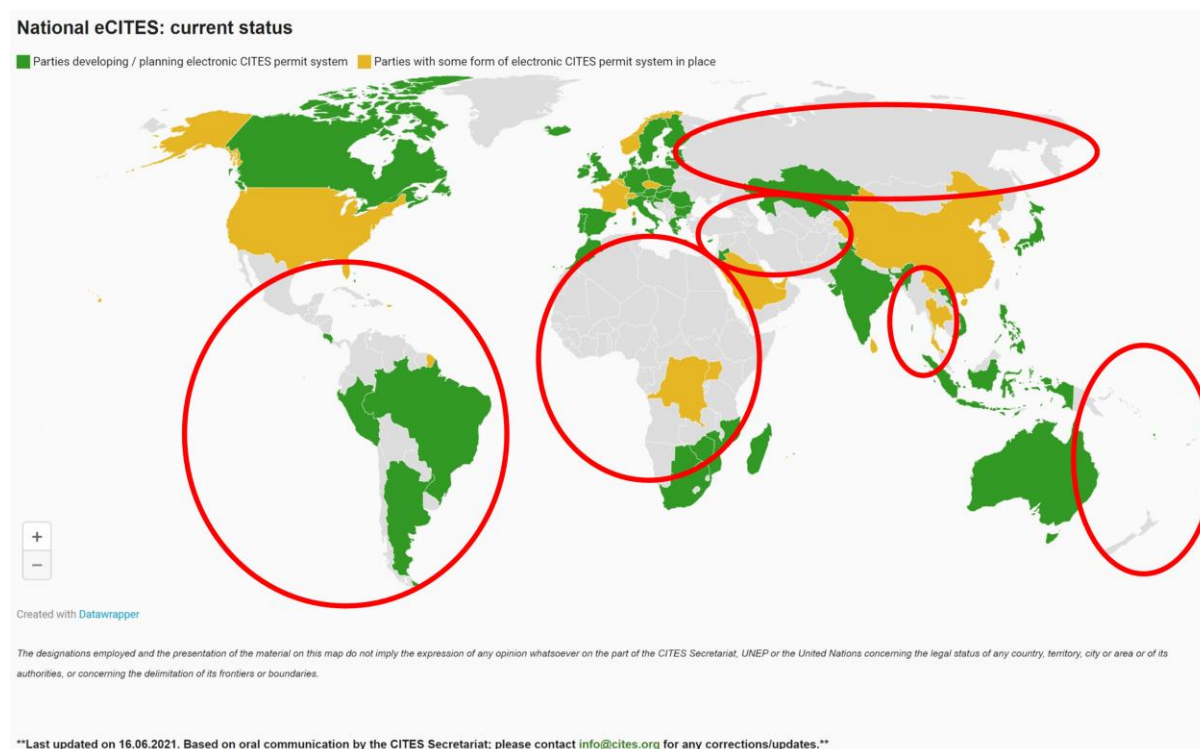 National eCITES: current status
Parties developing / planning electronic CITES permit system Parties with some form of electronic CITES permit system in place
+
−
Created with Datawrapper
The designations employed and the presentation of the material on this map do not imply the expression of any opinion whatsoever on the part of the CITES Secretariat, UNEP or the United Nations concerning the legal status of any country, territory, city or area or of its
authorities, or concerning the delimitation of its frontiers or boundaries.
**Last updated on 16.06.2021. Based on oral communication by the CITES Secretariat; please contact info@cites.org for any corrections/updates.**